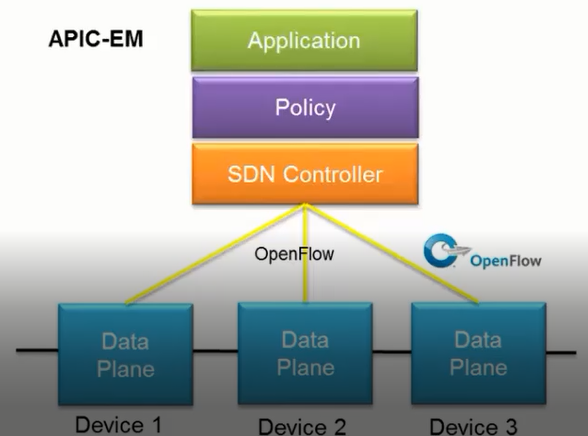 APIC-EM
Application
Policy
SDN Controller
OpenFlow
OpenFlow
Data
Plane
Data
Plane
Data
Plane
Device 1
Device 2
Device 3